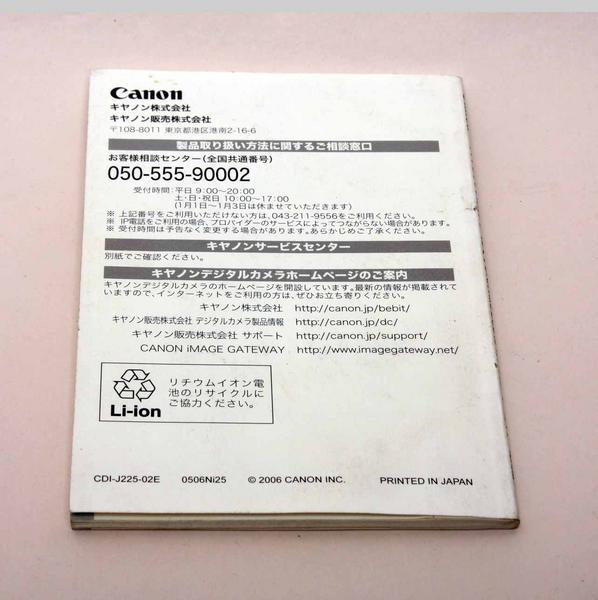 Canon
キヤノン株式会社
キヤノン販売株式会社
〒108-8011 東京都港区港南2-16-6
製品取り扱い方法に関するご相談窓口
お客様相談センター(全国共通番号)
050-555-90002
受付時間:平日 9:00〜20:00
土・日・祝日 10:00〜17:00
(1月1日〜1月3日は休ませていただきます)
※ 上記番号をご利用いただけない方は、043-211-9556をご利用ください。
※ IP電話をご利用の場合、プロバイダーのサービスによってつながらない場合があります。
※ 受付時間は予告なく変更する場合があります。あらかじめご了承ください。
キヤノンサービスセンター
別紙でご確認ください。
キヤノンデジタルカメラホームページのご案内
キヤノンデジタルカメラのホームページを開設しています。最新の情報が掲載されて
いますので、インターネットをご利用の方は、ぜひお立ち寄りください。
キヤノン株式会社 http://canon.jp/bebit/
キヤノン販売株式会社 デジタルカメラ製品情報 http://canon.jp/dc/
キヤノン販売株式会社 サポート http://canon.jp/support/
CANON iMAGE GATEWAY http://www.imagegateway.net/
Li-ion
リチウムイオン電
池のリサイクルに
ご協力ください。
CDI-J225-02E 0506Ni25 © 2006 CANON INC. PRINTED IN JAPAN